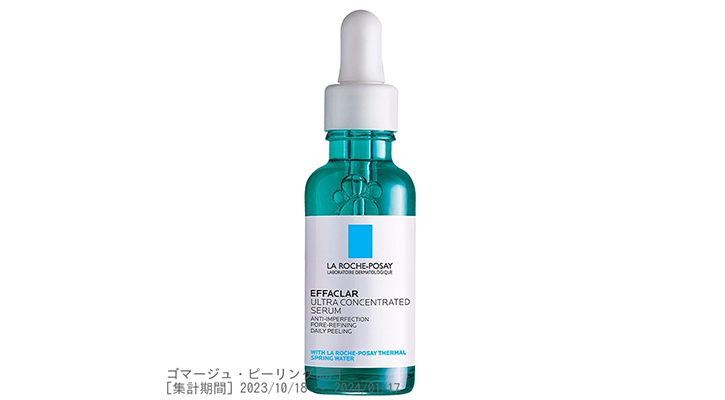 LA ROCHE-POSAY
LABORATOIRE DERMATOLOGIQUE
EFFACLAR
ULTRA CONCENTRATED
SERUM
ANTI-IMPERFECTION
PORE-REFINING
DAILY PEELING
WITH LA ROCHE-POSAY THERMAL
SPRING WATER
ゴマージュ・ピーリング
[集計期間] 2023/10/18 2024/01/17